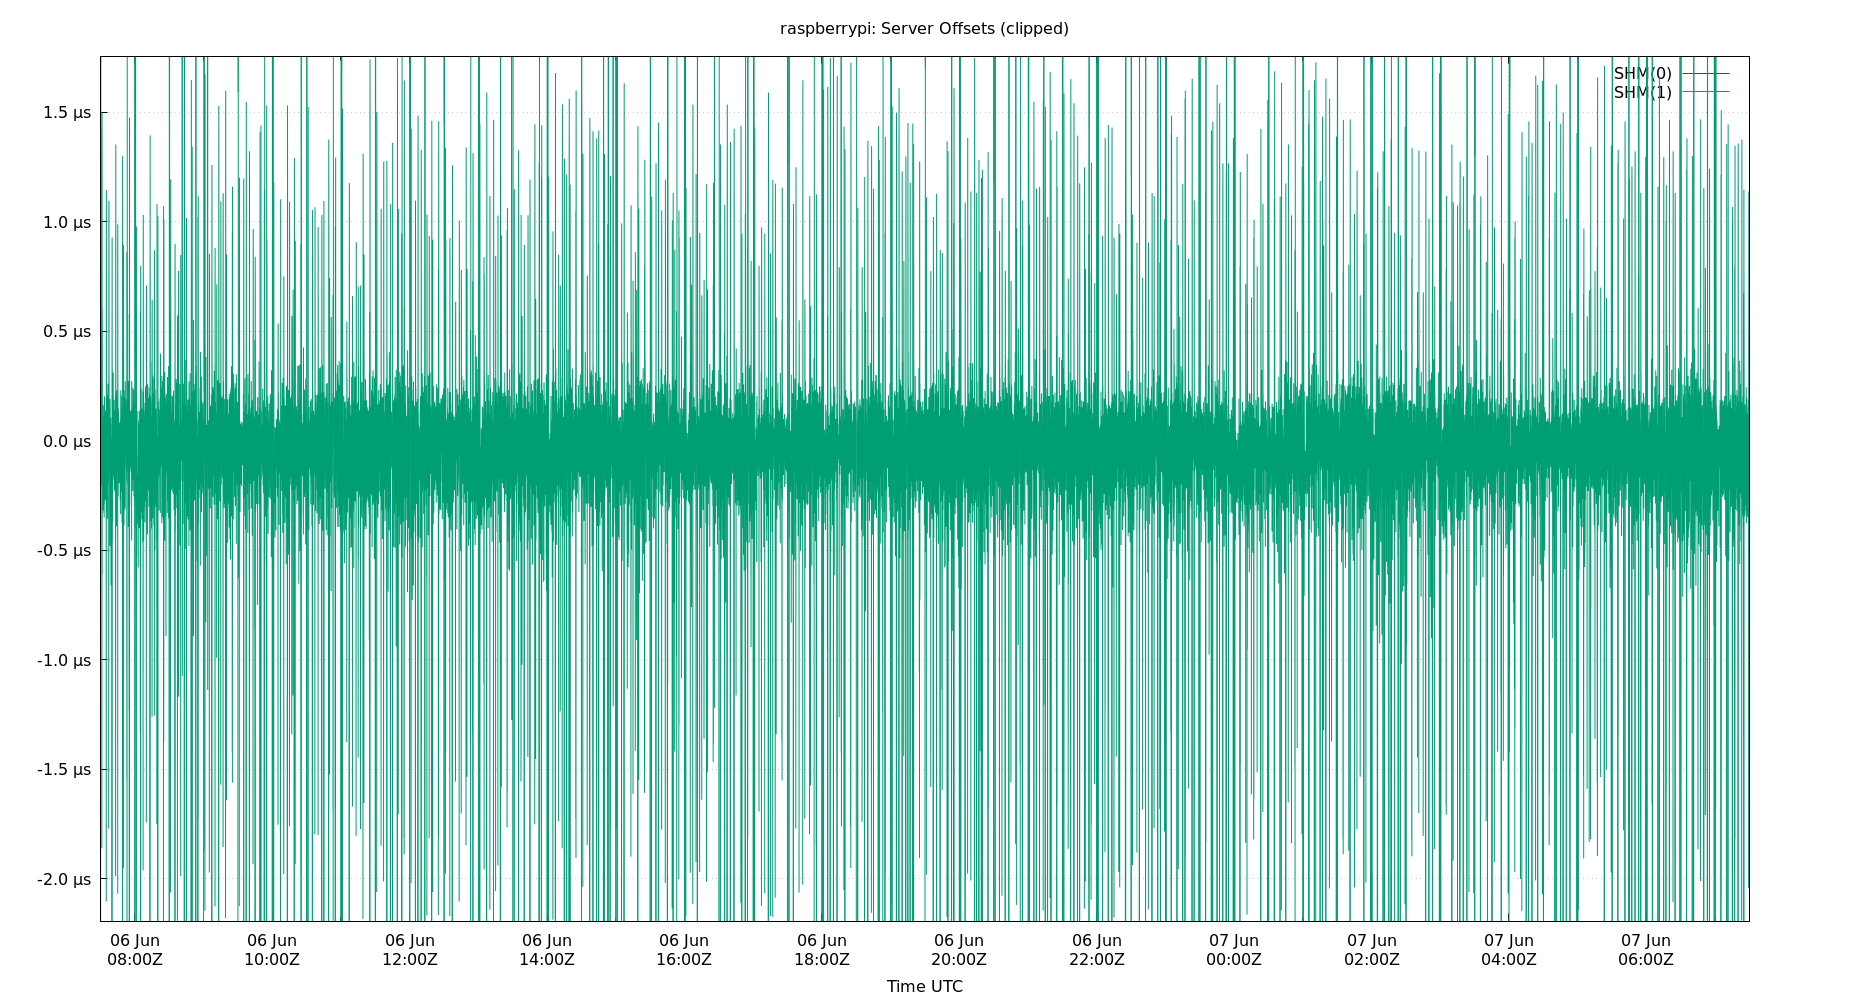 raspberrypi: Server Offsets (clipped)
SHM(0)
SHM(1)
1.5 µs
1.0 µs
0.5 µs
0.0 µs
-0.5 µs
-1.0 µs
-1.5 µs
-2.0 µs
06 Jun 06 Jun 06 Jun 06 Jun 06 Jun 06 Jun 06 Jun 06 Jun 07 Jun 07 Jun 07 Jun 07 Jun
08:00Z 10:00Z 12:00Z 14:00Z 16:00Z 18:00Z 20:00Z 22:00Z 00:00Z 02:00Z 04:00Z 06:00Z
Time UTC